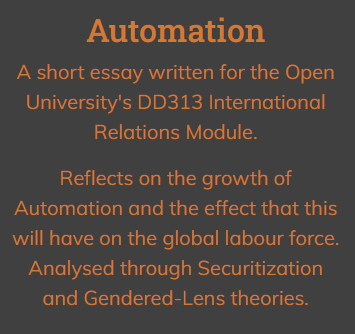 Automation
A short essay written for the Open
University's DD313 International
Relations Module.
Reflects on the growth of
Automation and the effect that this
will have on the global labour force.
Analysed through Securitization
and Gendered-Lens theories.